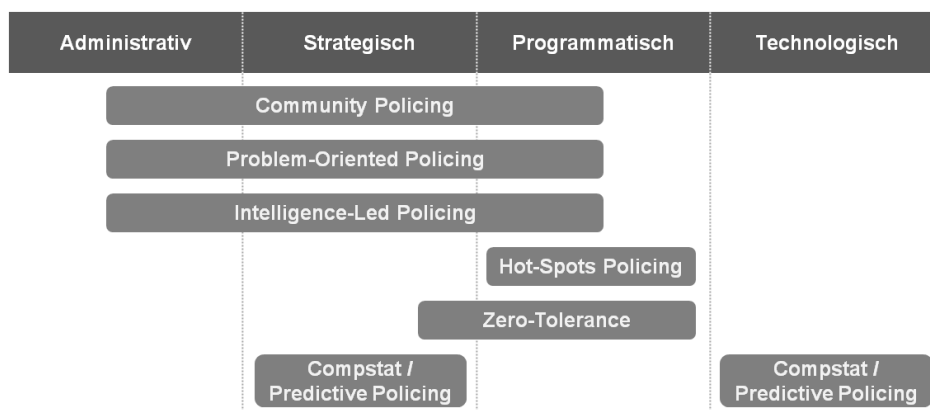 Administrativ Strategisch Programmatisch Technologisch
Community Policing
Problem-Oriented Policing
Intelligence-Led Policing
Hot-Spots Policing
Zero-Tolerance
Compstat /
Predictive Policing
Compstat /
Predictive Policing